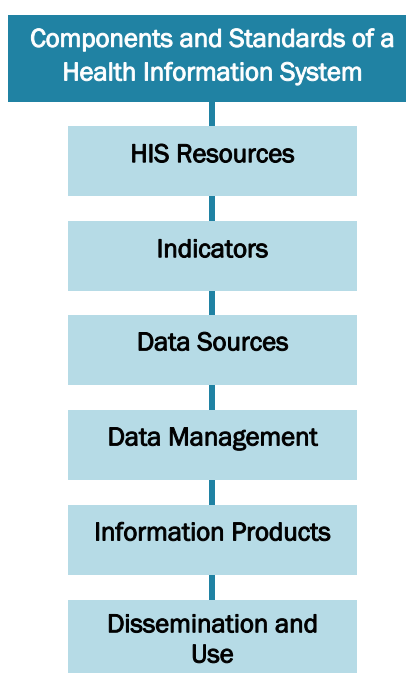 Components and Standards of a
Health Information System
HIS Resources
Indicators
Data Sources
Data Management
Information Products
Dissemination and
Use